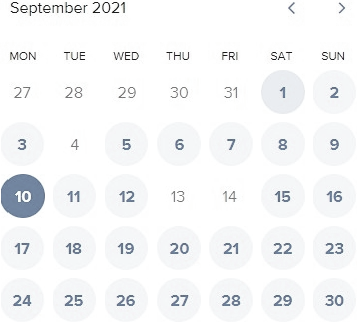 September 2021
MON TUE WED THU FRI SAT SUN
27 28 29 30 31 1 2
3 4 5 6 7 8 9
10 11 12 13 14 15 16
17 18 19 20 21 22 23
24 25 26 27 28 29 30